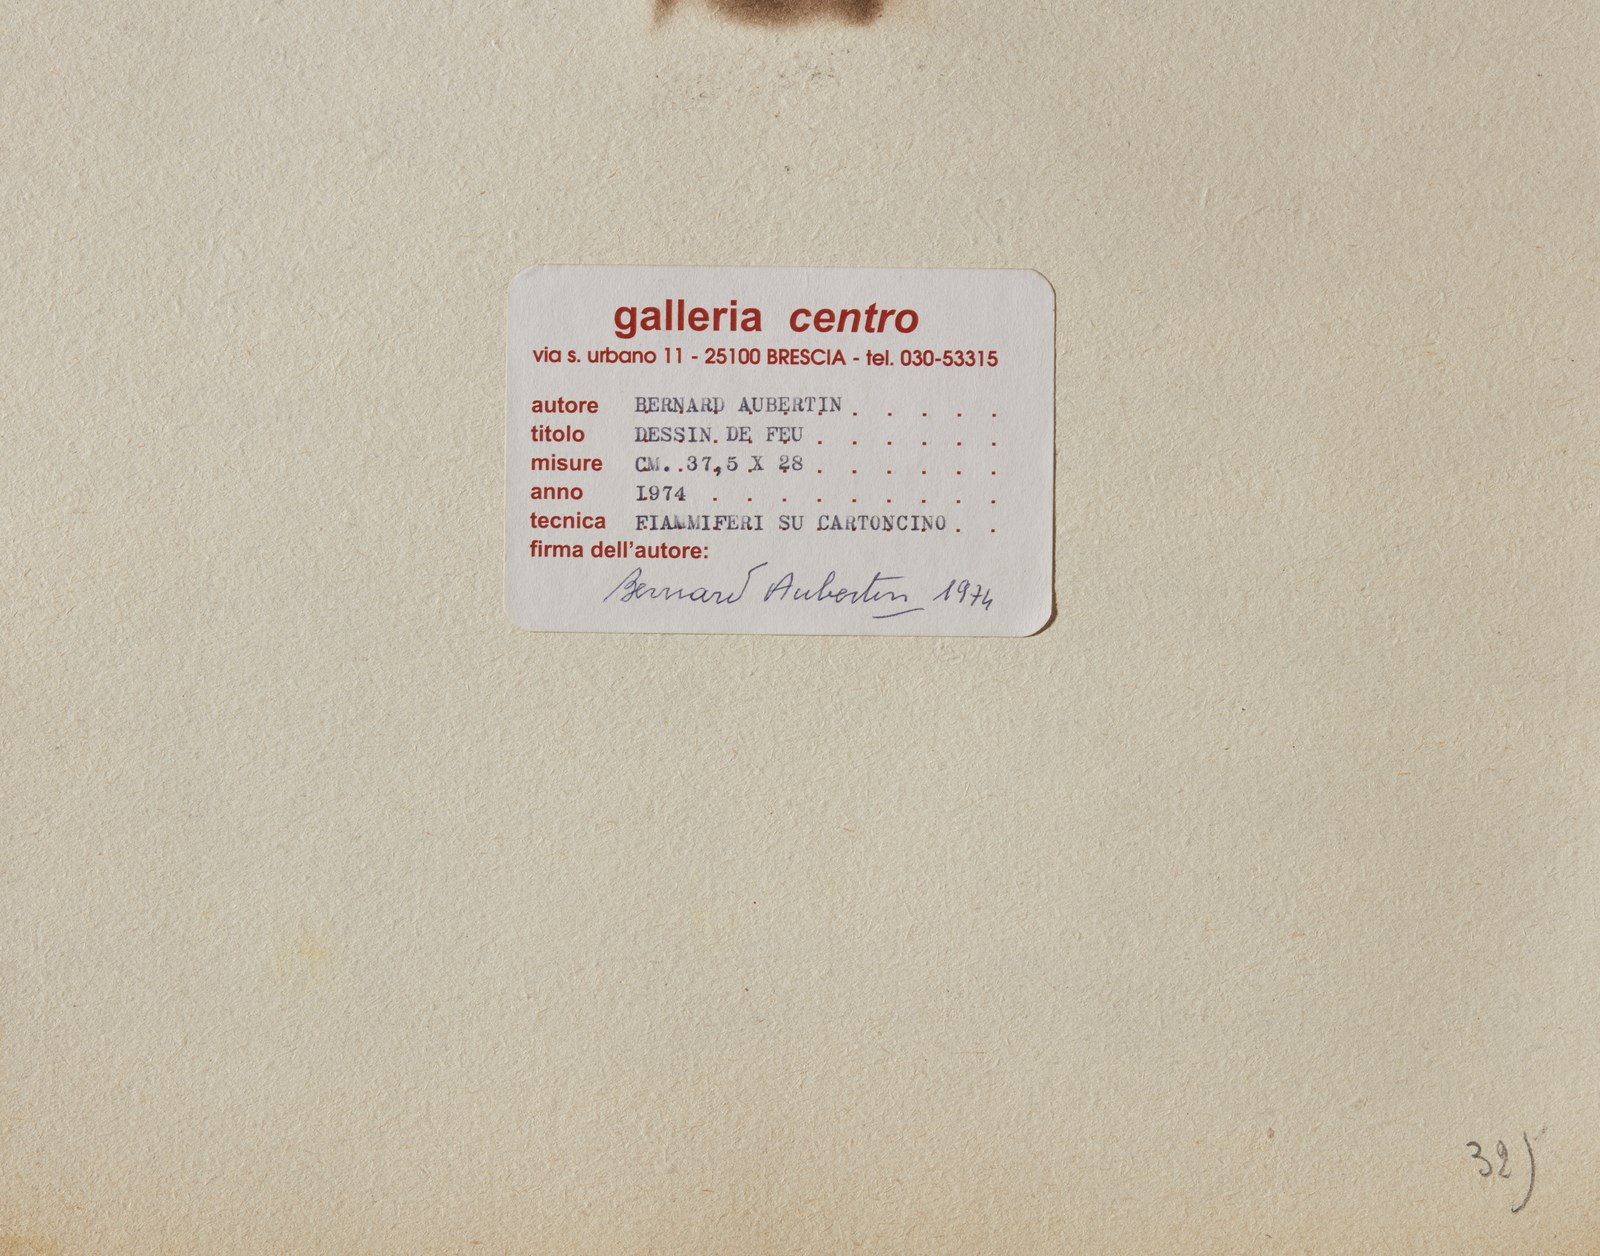 galleria centro
via s. urbano 11 - 25100 BRESCIA - tel. 030-53315
autore BERNARD AUBERTIN . . . . .
titolo DESSIN. DE FEU . . . . . .
misure CM. .37,5 X 28 . . . . . .
anno I974 . . . . . . . . .
tecnica FIAMMIFERI SU CARTONCINO . .
firma dell'autore:
Bernard Aubertin 1974
32)